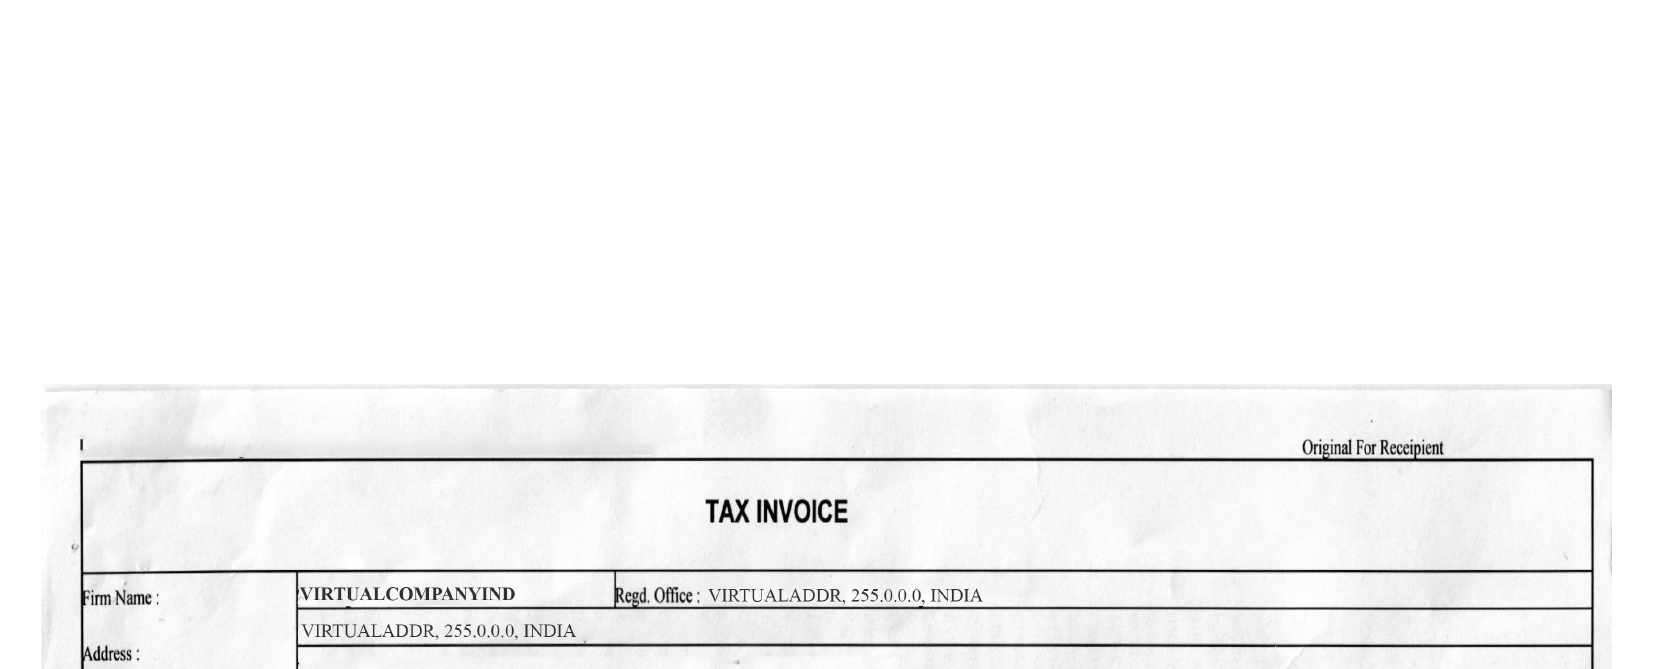 Original For Receipient
TAX INVOICE
Firm Name :
VIRTUALCOMPANYIND
Regd. Office : VIRTUALADDR, 255.0.0.0, INDIA
VIRTUALADDR, 255.0.0.0, INDIA
Address :